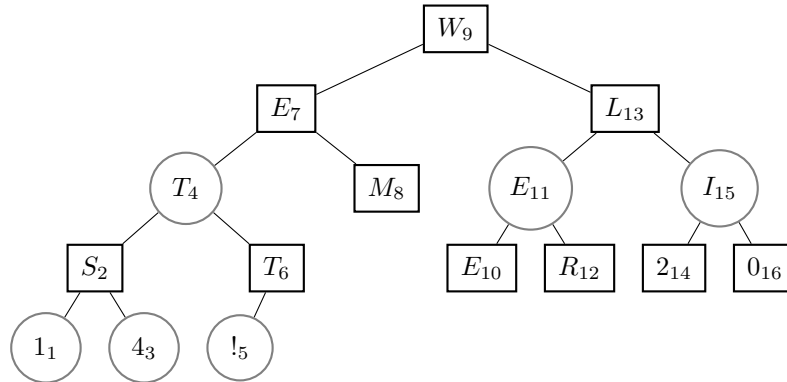 W₉
E₇ L₁₃
T₄ M₈ E₁₁ I₁₅
S₂ T₆ E₁₀ R₁₂ 2₁₄ 0₁₆
1₁ 4₃ !₅